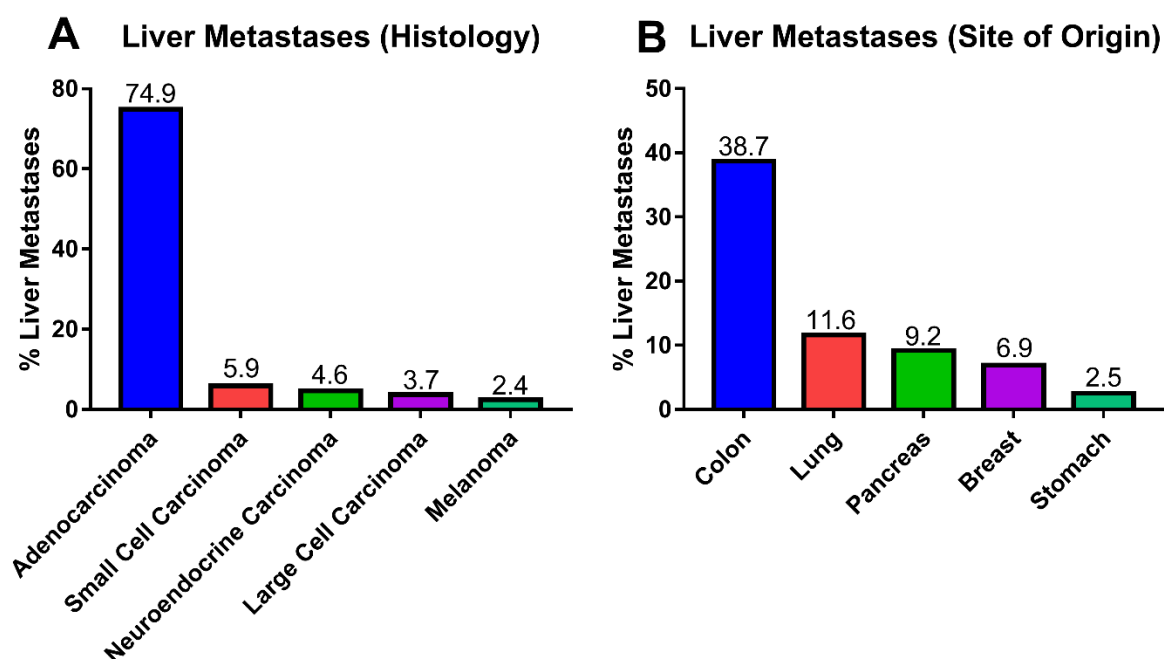 A Liver Metastases (Histology)
% Liver Metastases
80
60
40
20
0
74.9
5.9
4.6
3.7
2.4
Adenocarcinoma
Small Cell Carcinoma
Neuroendocrine Carcinoma
Large Cell Carcinoma
Melanoma
B Liver Metastases (Site of Origin)
% Liver Metastases
50
40
30
20
10
0
38.7
11.6
9.2
6.9
2.5
Colon
Lung
Pancreas
Breast
Stomach